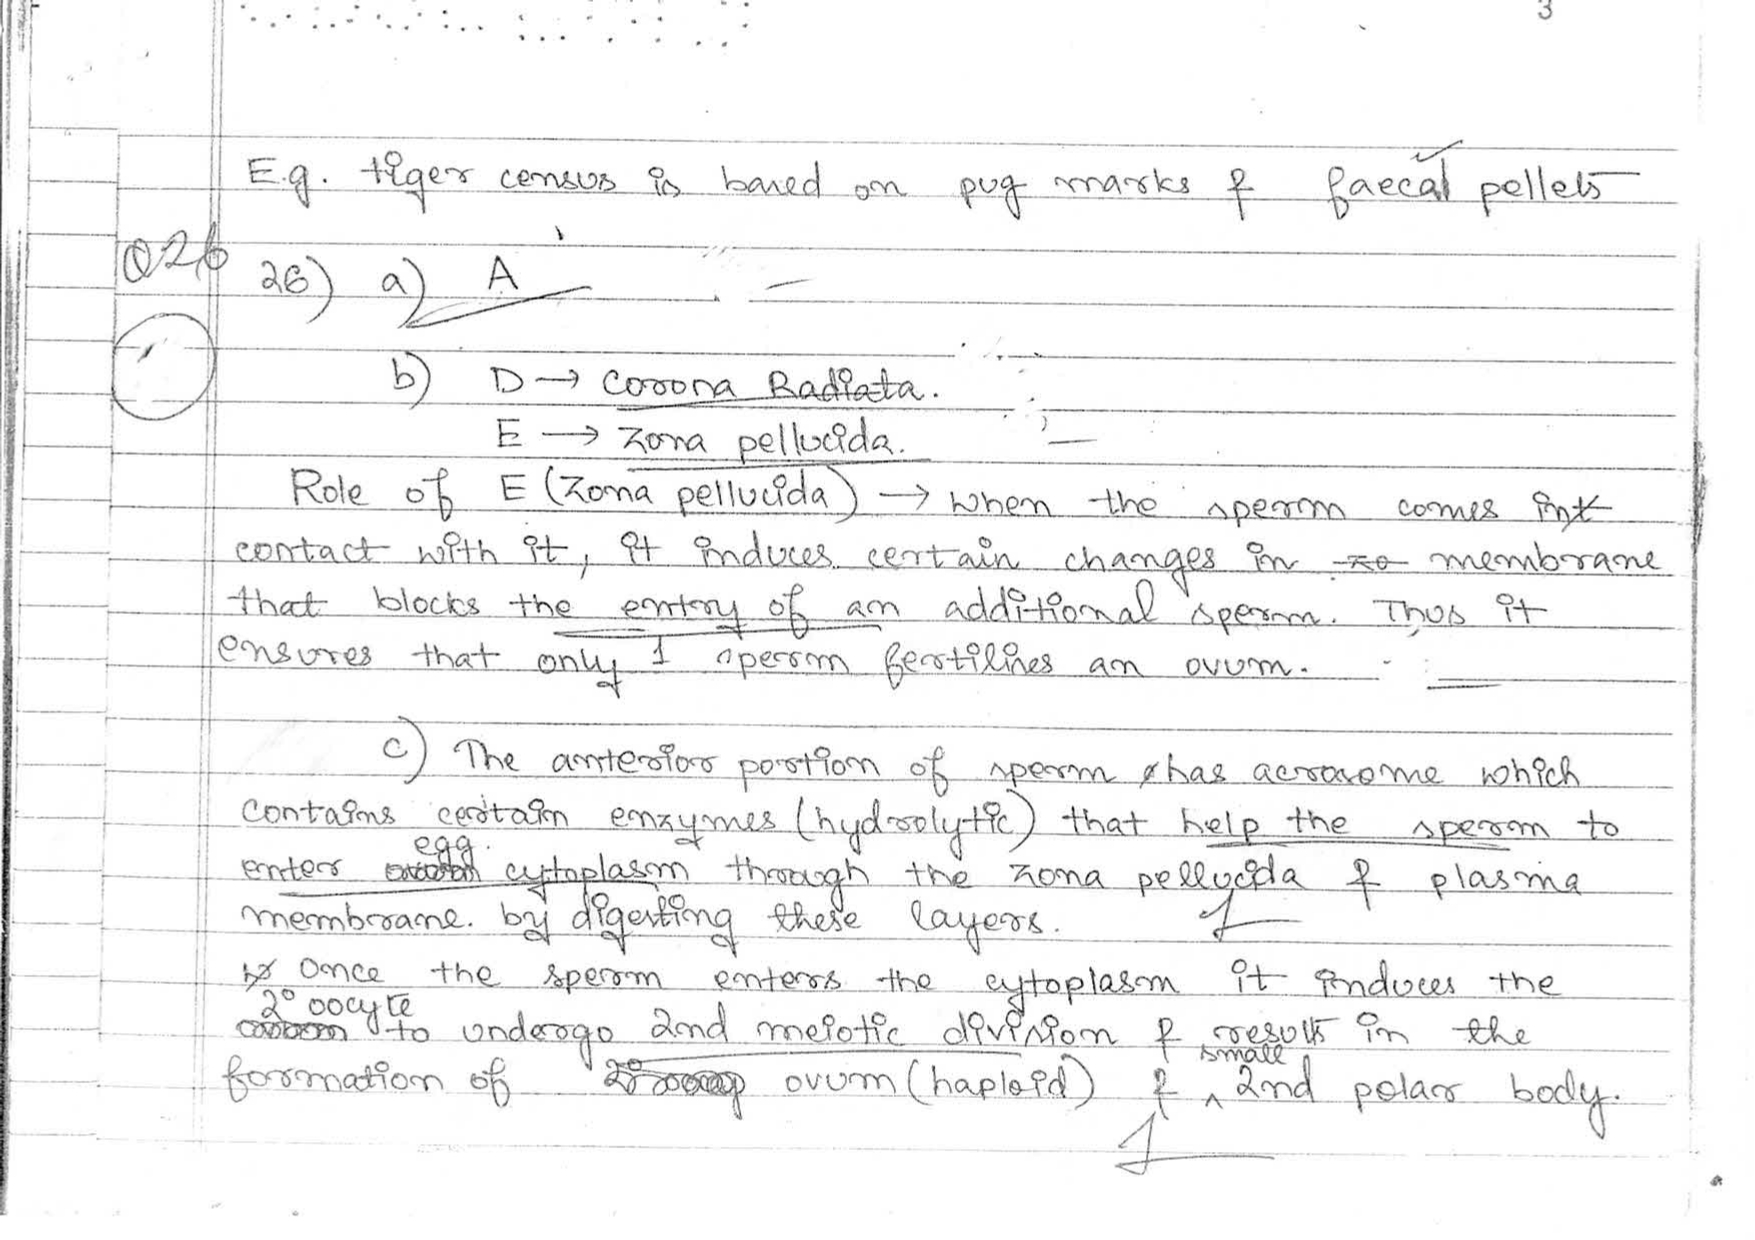 3
E.g. tiger census is based on pug marks & faecal pellets
Q26
26) a) A
b) D → Corona Radiata.
E → Zona pellucida.
Role of E (Zona pellucida) → when the sperm comes int
contact with it, it induces certain changes in membrane
that blocks the entry of an additional sperm. Thus it
ensures that only 1 sperm fertilises an ovum.
c) The anterior portion of sperm has acrosome which
contains certain enzymes (hydrolytic) that help the sperm to
enter egg cytoplasm through the zona pellucida & plasma
membrane. by digesting these layers.
1
Once the sperm enters the cytoplasm it induces the
2° oocyte to undergo 2nd meiotic division & results in the
formation of ovum (haploid) & small 2nd polar body.
1